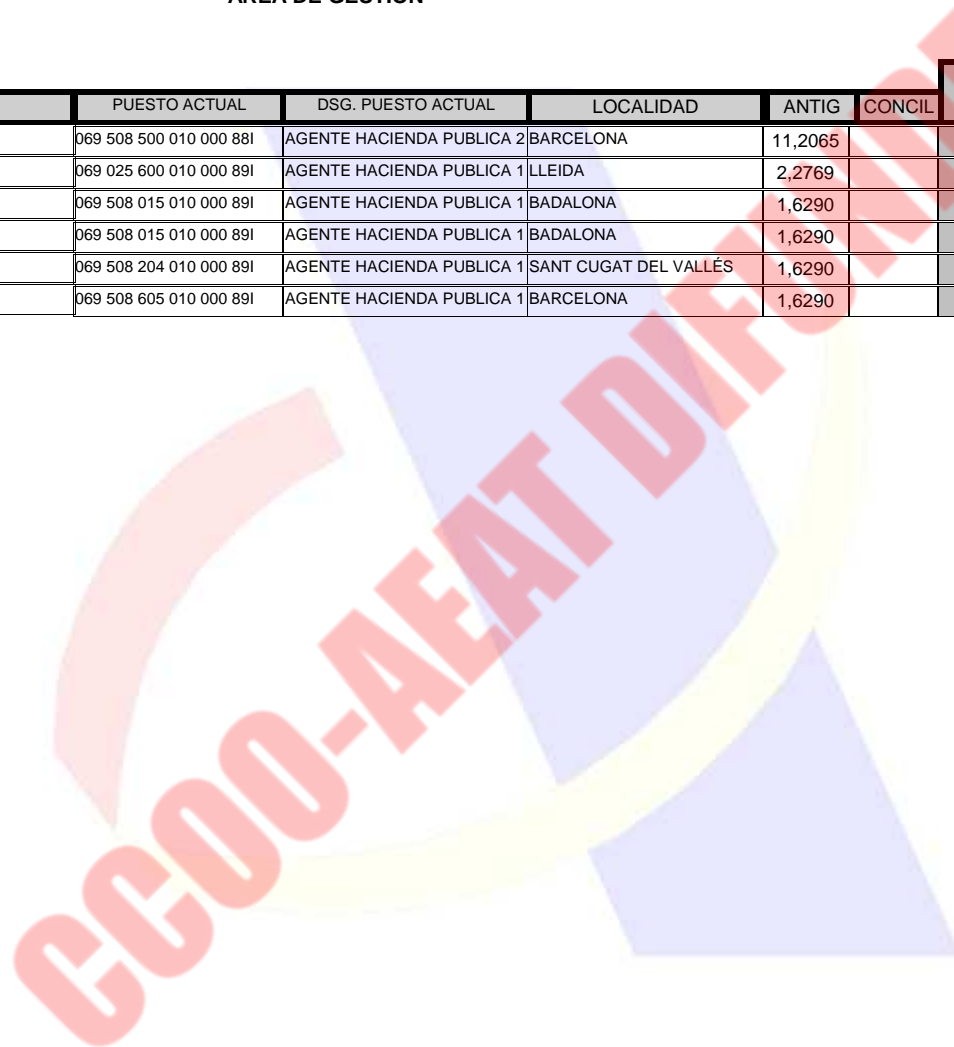 ÁREA DE GESTIÓN
PUESTO ACTUAL DSG. PUESTO ACTUAL LOCALIDAD ANTIG CONCIL
069 508 500 010 000 88I AGENTE HACIENDA PUBLICA 2 BARCELONA 11,2065
069 025 600 010 000 89I AGENTE HACIENDA PUBLICA 1 LLEIDA 2,2769
069 508 015 010 000 89I AGENTE HACIENDA PUBLICA 1 BADALONA 1,6290
069 508 015 010 000 89I AGENTE HACIENDA PUBLICA 1 BADALONA 1,6290
069 508 204 010 000 89I AGENTE HACIENDA PUBLICA 1 SANT CUGAT DEL VALLÉS 1,6290
069 508 605 010 000 89I AGENTE HACIENDA PUBLICA 1 BARCELONA 1,6290
CCOO-AEAT DIFUND